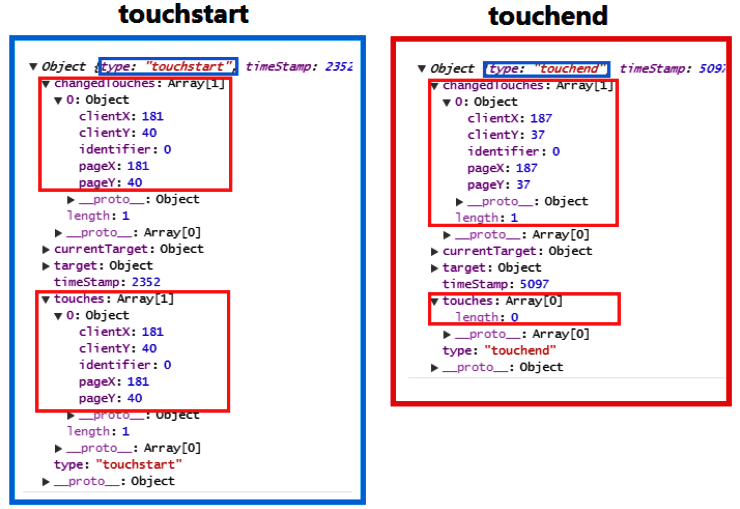 touchstart
▼ Object {type: "touchstart", timeStamp: 2352
▼ changedTouches: Array[1]
▼ 0: Object
clientX: 181
clientY: 40
identifier: 0
pageX: 181
pageY: 40
▶ __proto__: Object
length: 1
▶ __proto__: Array[0]
▶ currentTarget: Object
▶ target: Object
timeStamp: 2352
▼ touches: Array[1]
▼ 0: Object
clientX: 181
clientY: 40
identifier: 0
pageX: 181
pageY: 40
▶ __proto__: Object
length: 1
▶ __proto__: Array[0]
type: "touchstart"
▶ __proto__: Object
touchend
▼ Object {type: "touchend", timeStamp: 5097
▼ changedTouches: Array[1]
▼ 0: Object
clientX: 187
clientY: 37
identifier: 0
pageX: 187
pageY: 37
▶ __proto__: Object
length: 1
▶ __proto__: Array[0]
▶ currentTarget: Object
▶ target: Object
timeStamp: 5097
▼ touches: Array[0]
length: 0
▶ __proto__: Array[0]
type: "touchend"
▶ __proto__: Object